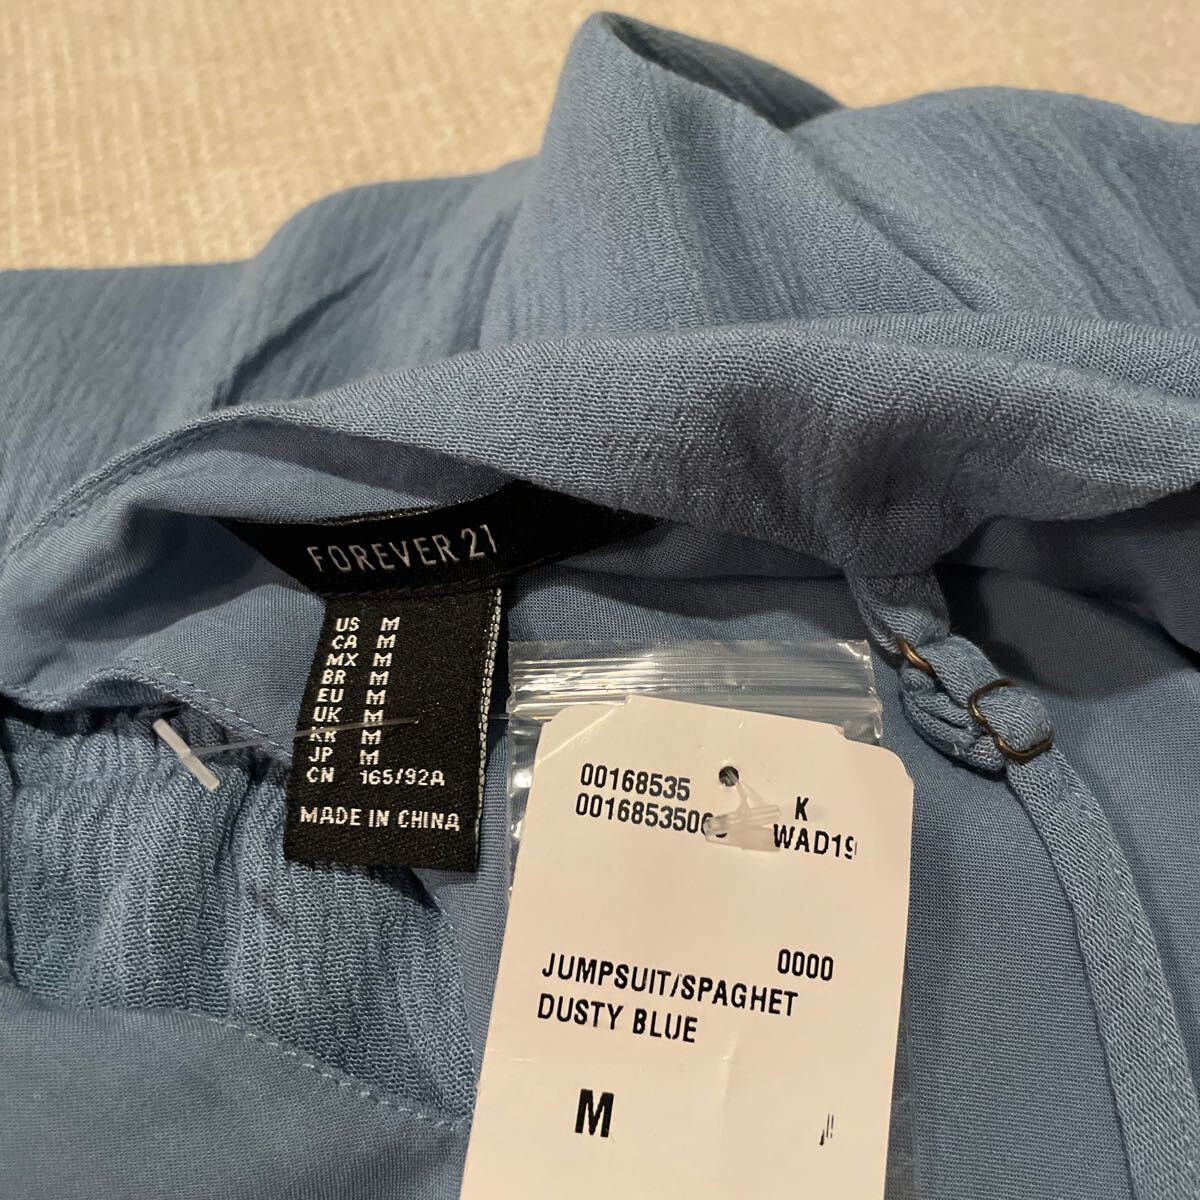 FOREVER 21
US M
CA M
MX M
BR M
EU M
UK M
KR M
JP M
CN 165/92A
MADE IN CHINA
00168535
K
WAD19
0000
JUMPSUIT/SPAGHET
DUSTY BLUE
M